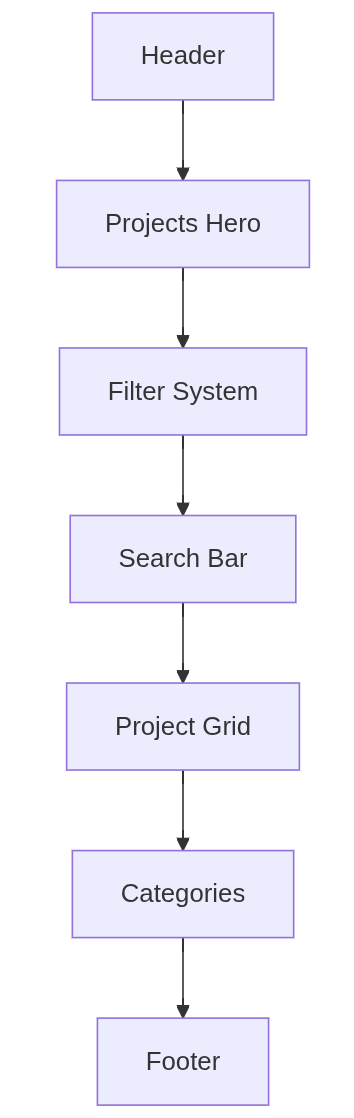 Header
Projects Hero
Filter System
Search Bar
Project Grid
Categories
Footer